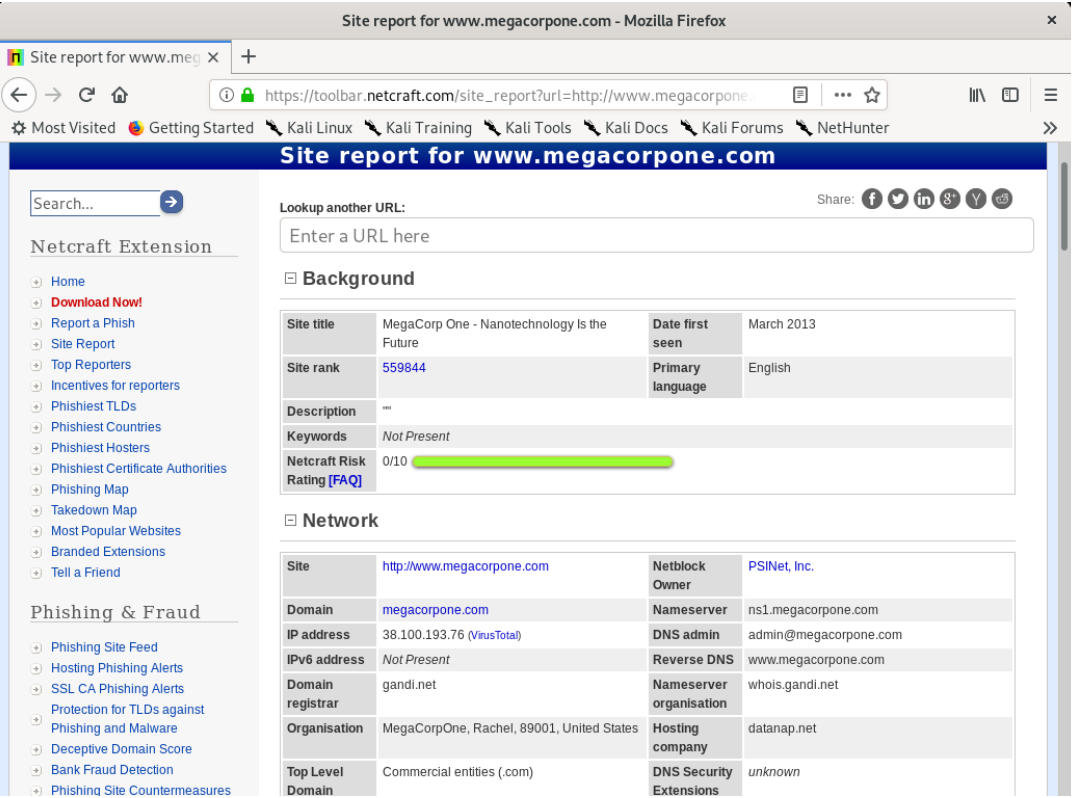 Site report for www.megacorpone.com - Mozilla Firefox
Site report for www.meg
https://toolbar.netcraft.com/site_report?url=http://www.megacorpone.
Most Visited Getting Started Kali Linux Kali Training Kali Tools Kali Docs Kali Forums NetHunter
Site report for www.megacorpone.com
Search...
Netcraft Extension
Home
Download Now!
Report a Phish
Site Report
Top Reporters
Incentives for reporters
Phishiest TLDs
Phishiest Countries
Phishiest Hosters
Phishiest Certificate Authorities
Phishing Map
Takedown Map
Most Popular Websites
Branded Extensions
Tell a Friend
Phishing & Fraud
Phishing Site Feed
Hosting Phishing Alerts
SSL CA Phishing Alerts
Protection for TLDs against
Phishing and Malware
Deceptive Domain Score
Bank Fraud Detection
Phishing Site Countermeasures
Share:
Lookup another URL:
Enter a URL here
Background
Site title MegaCorp One - Nanotechnology Is the Date first March 2013
Future seen
Site rank 559844 Primary English
language
Description ""
Keywords Not Present
Netcraft Risk 0/10
Rating [FAQ]
Network
Site http://www.megacorpone.com Netblock PSINet, Inc.
Owner
Domain megacorpone.com Nameserver ns1.megacorpone.com
IP address 38.100.193.76 (VirusTotal) DNS admin admin@megacorpone.com
IPv6 address Not Present Reverse DNS www.megacorpone.com
Domain gandi.net Nameserver whois.gandi.net
registrar organisation
Organisation MegaCorpOne, Rachel, 89001, United States Hosting datanap.net
company
Top Level Commercial entities (.com) DNS Security unknown
Domain Extensions